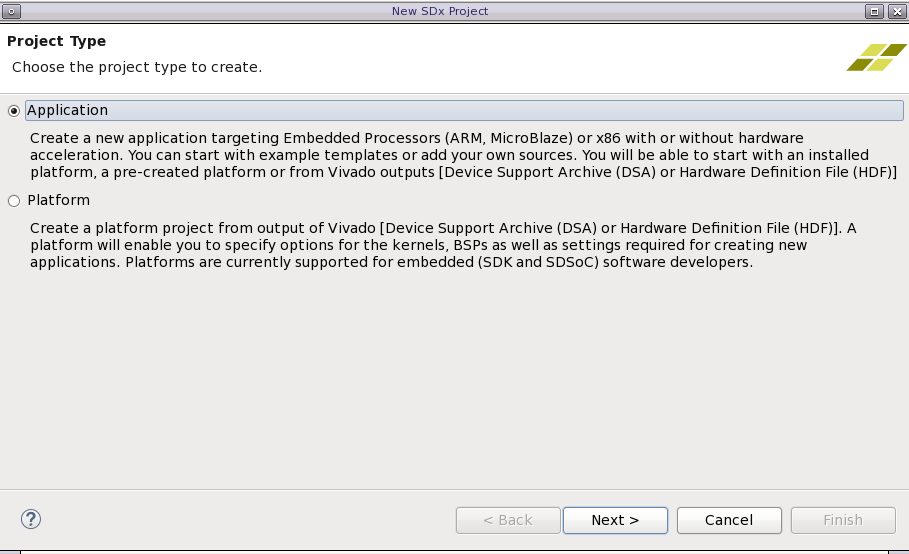 New SDx Project
Project Type
Choose the project type to create.
Application
Create a new application targeting Embedded Processors (ARM, MicroBlaze) or x86 with or without hardware
acceleration. You can start with example templates or add your own sources. You will be able to start with an installed
platform, a pre-created platform or from Vivado outputs [Device Support Archive (DSA) or Hardware Definition File (HDF)]
Platform
Create a platform project from output of Vivado [Device Support Archive (DSA) or Hardware Definition File (HDF)]. A
platform will enable you to specify options for the kernels, BSPs as well as settings required for creating new
applications. Platforms are currently supported for embedded (SDK and SDSoC) software developers.
? < Back Next > Cancel Finish